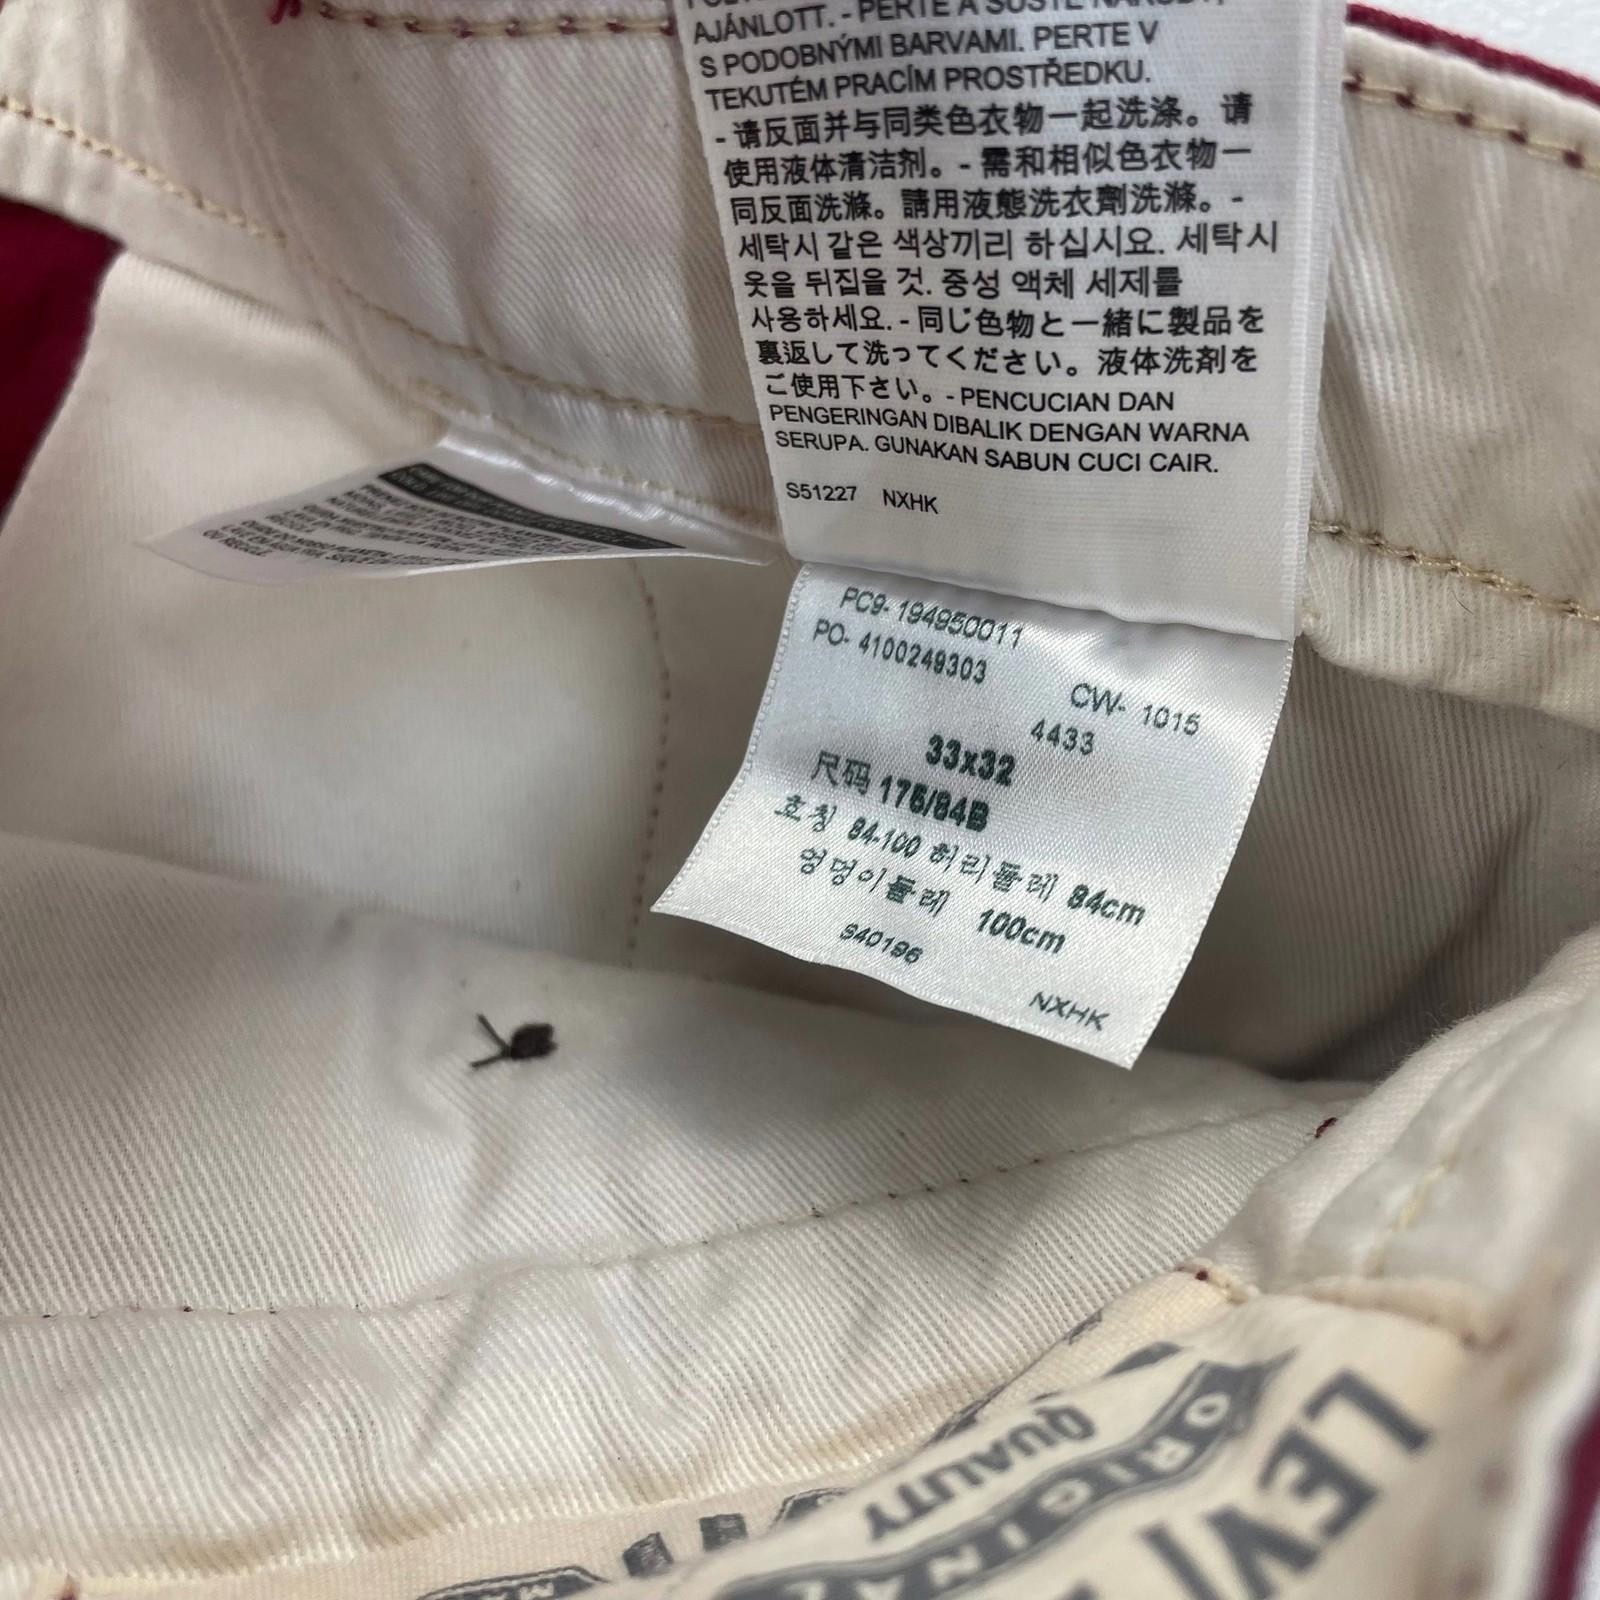 AJÁNLOTT. - PERTE A SUŠTE NARUBY,
S PODOBNÝMI BARVAMI. PERTE V
TEKUTÉM PRACÍM PROSTŘEDKU.
- 请反面并与同类色衣物一起洗涤。请
使用液体清洁剂。- 需和相似色衣物一
同反面洗滌。請用液態洗衣劑洗滌。-
세탁시 같은 색상끼리 하십시요. 세탁시
옷을 뒤집을 것. 중성 액체 세제를
사용하세요. - 同じ色物と一緒に製品を
裏返して洗ってください。液体洗剤を
ご使用下さい。- PENCUCIAN DAN
PENGERINGAN DIBALIK DENGAN WARNA
SERUPA. GUNAKAN SABUN CUCI CAIR.
S51227 NXHK
PC9- 194950011
PO- 4100249303
CW- 1015
4433
33x32
尺码 175/84B
호칭 84-100 허리둘레 84cm
엉덩이둘레 100cm
940196
NXHK
ORIGINAL
QUALITY
LEVI